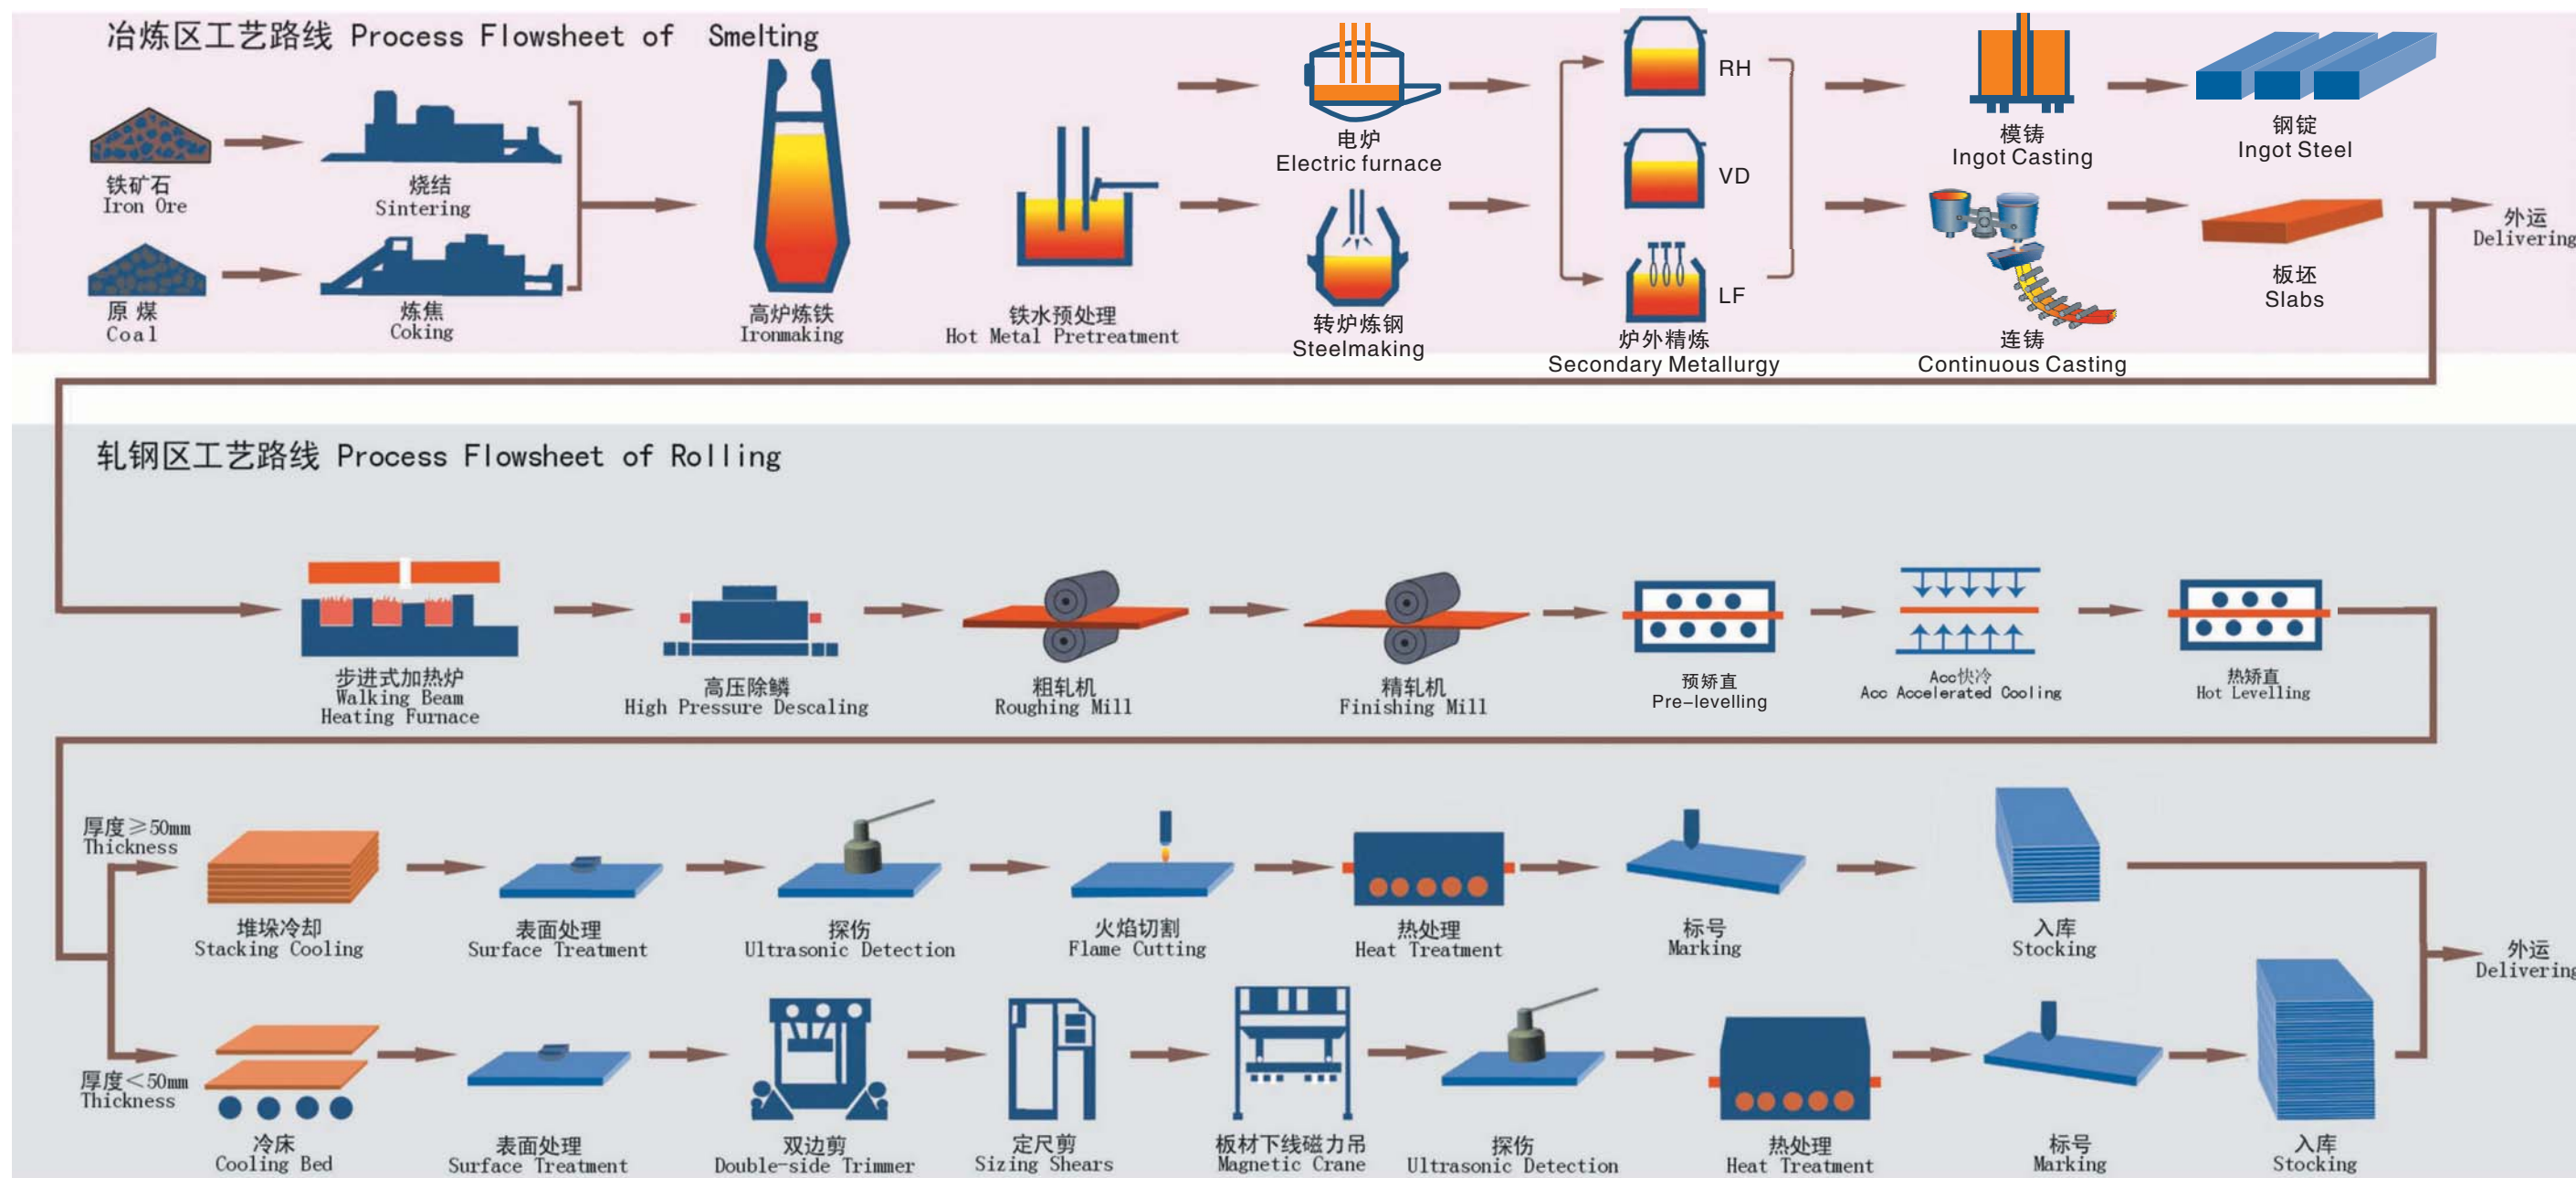 冶炼区工艺路线 Process Flowsheet of Smelting
铁矿石
Iron Ore
烧结
Sintering
原煤
Coal
炼焦
Coking
高炉炼铁
Ironmaking
铁水预处理
Hot Metal Pretreatment
电炉
Electric furnace
转炉炼钢
Steelmaking
RH
VD
LF
炉外精炼
Secondary Metallurgy
模铸
Ingot Casting
连铸
Continuous Casting
钢锭
Ingot Steel
板坯
Slabs
外运
Delivering
轧钢区工艺路线 Process Flowsheet of Rolling
步进式加热炉
Walking Beam
Heating Furnace
高压除鳞
High Pressure Descaling
粗轧机
Roughing Mill
精轧机
Finishing Mill
预矫直
Pre-levelling
Acc快冷
Acc Accelerated Cooling
热矫直
Hot Levelling
厚度≥50mm
Thickness
堆垛冷却
Stacking Cooling
表面处理
Surface Treatment
探伤
Ultrasonic Detection
火焰切割
Flame Cutting
热处理
Heat Treatment
标号
Marking
入库
Stocking
外运
Delivering
厚度<50mm
Thickness
冷床
Cooling Bed
表面处理
Surface Treatment
双边剪
Double-side Trimmer
定尺剪
Sizing Shears
板材下线磁力吊
Magnetic Crane
探伤
Ultrasonic Detection
热处理
Heat Treatment
标号
Marking
入库
Stocking